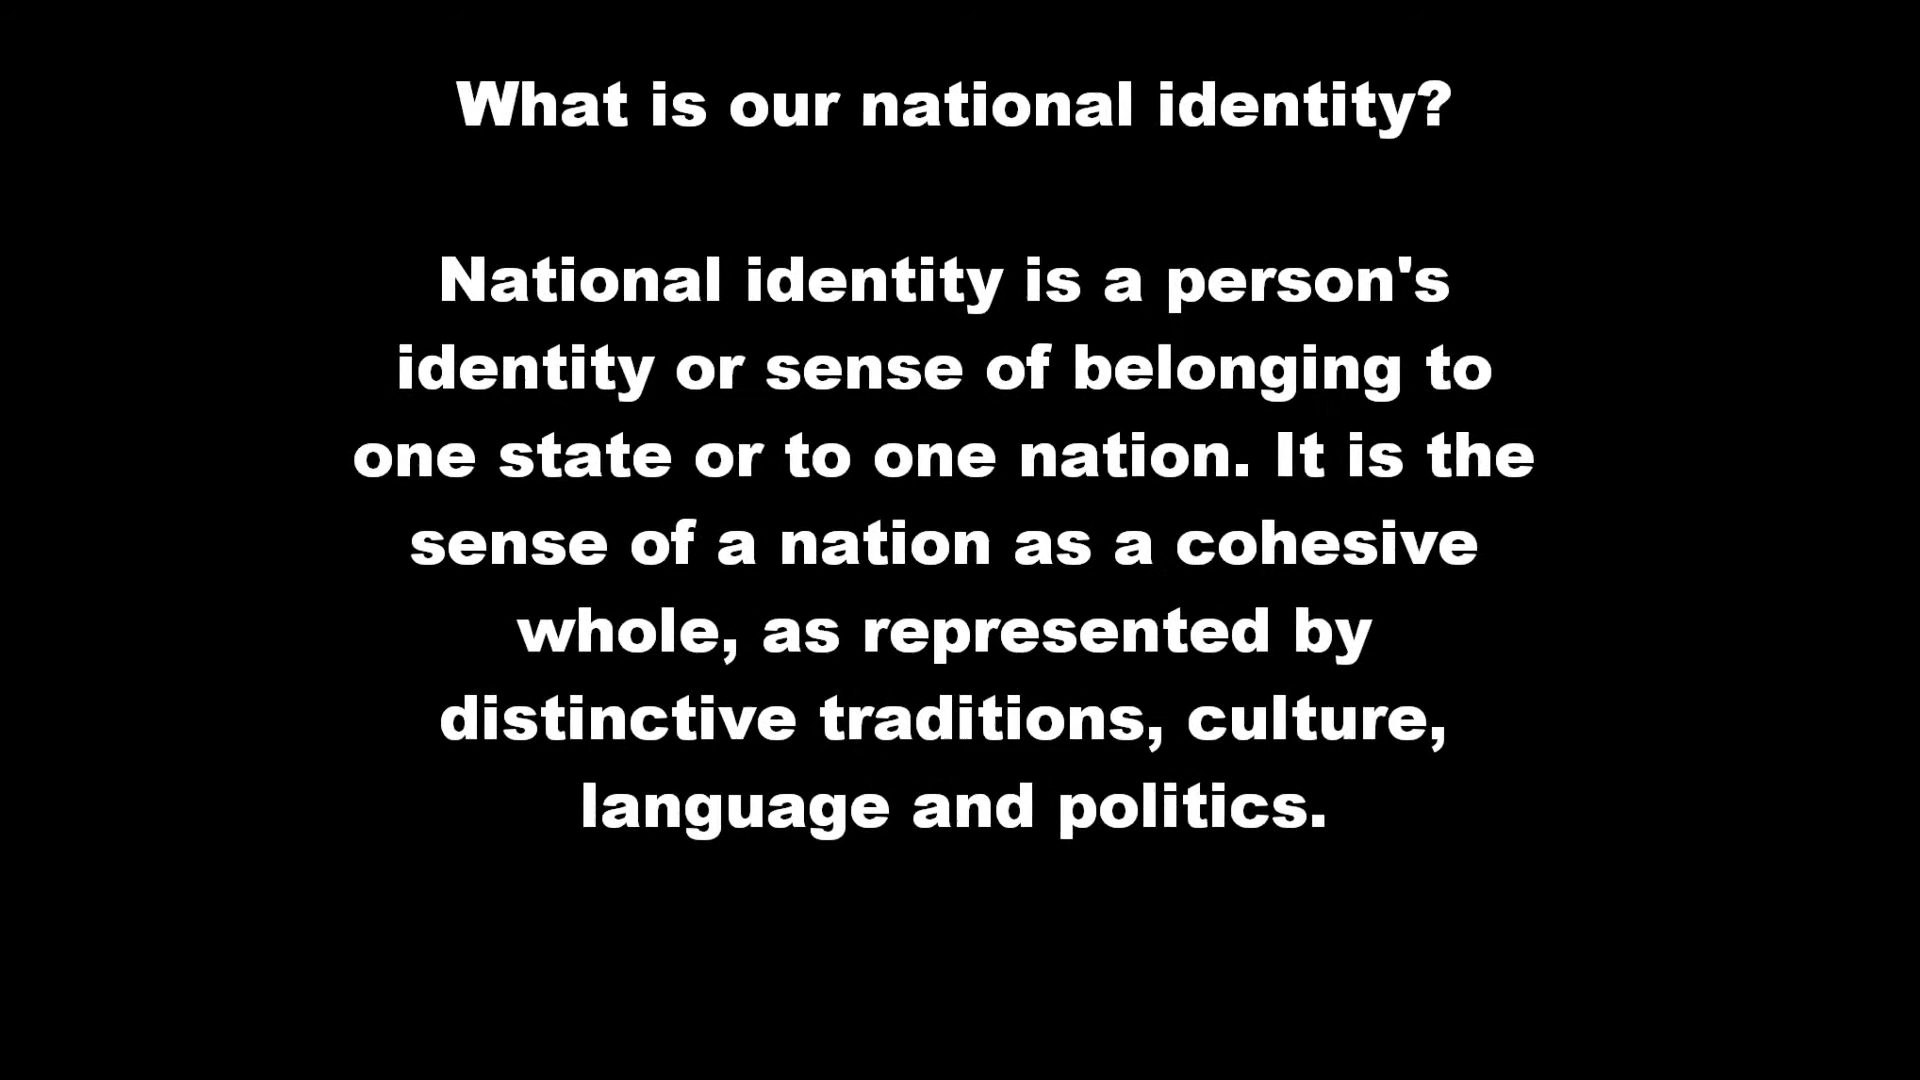 What is our national identity?
National identity is a person's
identity or sense of belonging to
one state or to one nation. It is the
sense of a nation as a cohesive
whole, as represented by
distinctive traditions, culture,
language and politics.